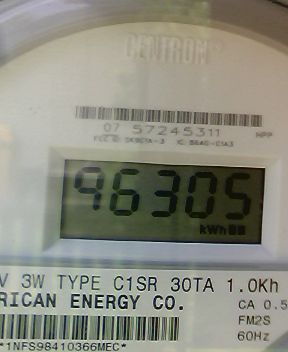 CENTRON®
07 57245311 HPP
96305
kWh
V 3W TYPE C1SR 30TA 1.0Kh
RICAN ENERGY CO. CA 0.5
FM2S
*1NFS98410366MEC* 60Hz